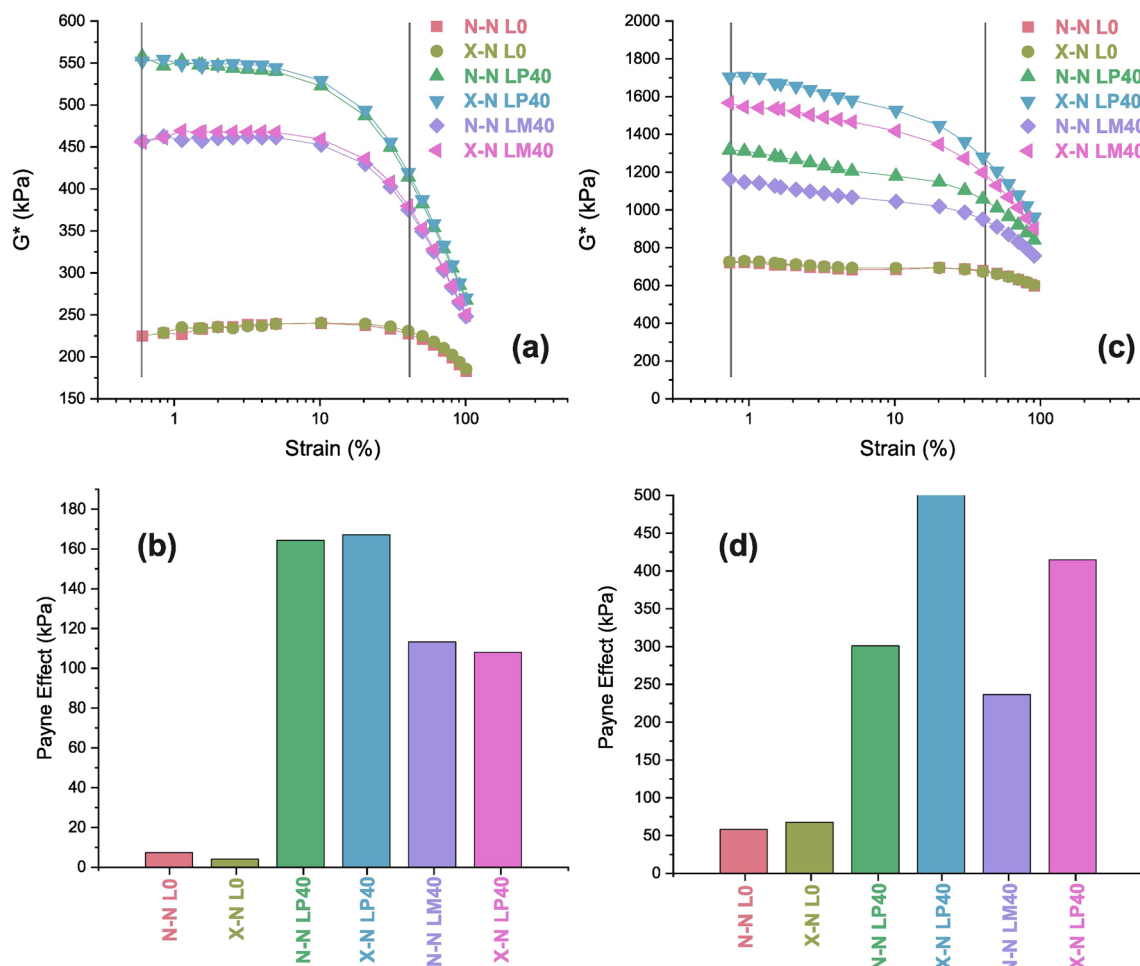 600
550
500
450
400
350
300
250
200
150
G* (kPa)
1
10
100
Strain (%)
N-N L0
X-N L0
N-N LP40
X-N LP40
N-N LM40
X-N LM40
(a)
2000
1800
1600
1400
1200
1000
800
600
400
200
0
G* (kPa)
1
10
100
Strain (%)
N-N L0
X-N L0
N-N LP40
X-N LP40
N-N LM40
X-N LM40
(c)
180
160
140
120
100
80
60
40
20
0
Payne Effect (kPa)
(b)
N-N L0
X-N L0
N-N LP40
X-N LP40
N-N LM40
X-N LP40
500
450
400
350
300
250
200
150
100
50
0
Payne Effect (kPa)
(d)
N-N L0
X-N L0
N-N LP40
X-N LP40
N-N LM40
X-N LP40